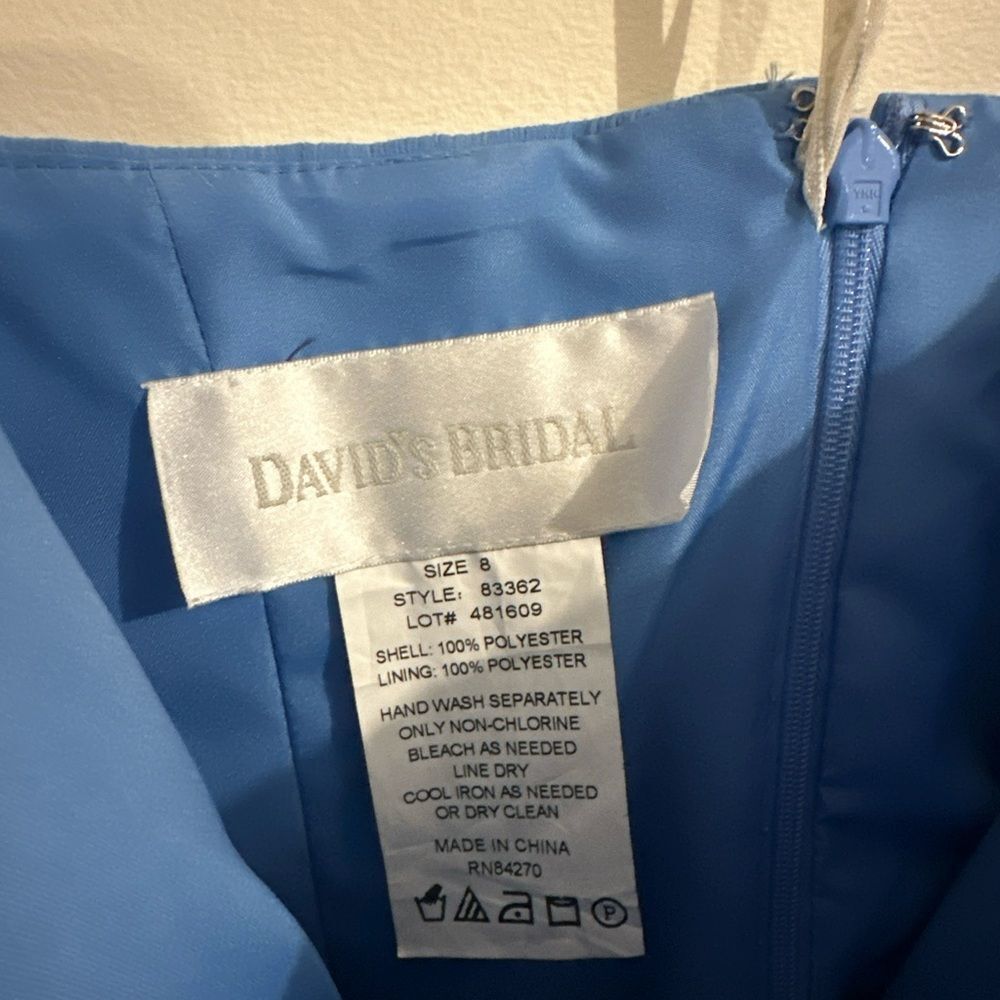 YKK
DAVID'S BRIDAL
SIZE 8
STYLE: 83362
LOT# 481609
SHELL: 100% POLYESTER
LINING: 100% POLYESTER
HAND WASH SEPARATELY
ONLY NON-CHLORINE
BLEACH AS NEEDED
LINE DRY
COOL IRON AS NEEDED
OR DRY CLEAN
MADE IN CHINA
RN84270
P